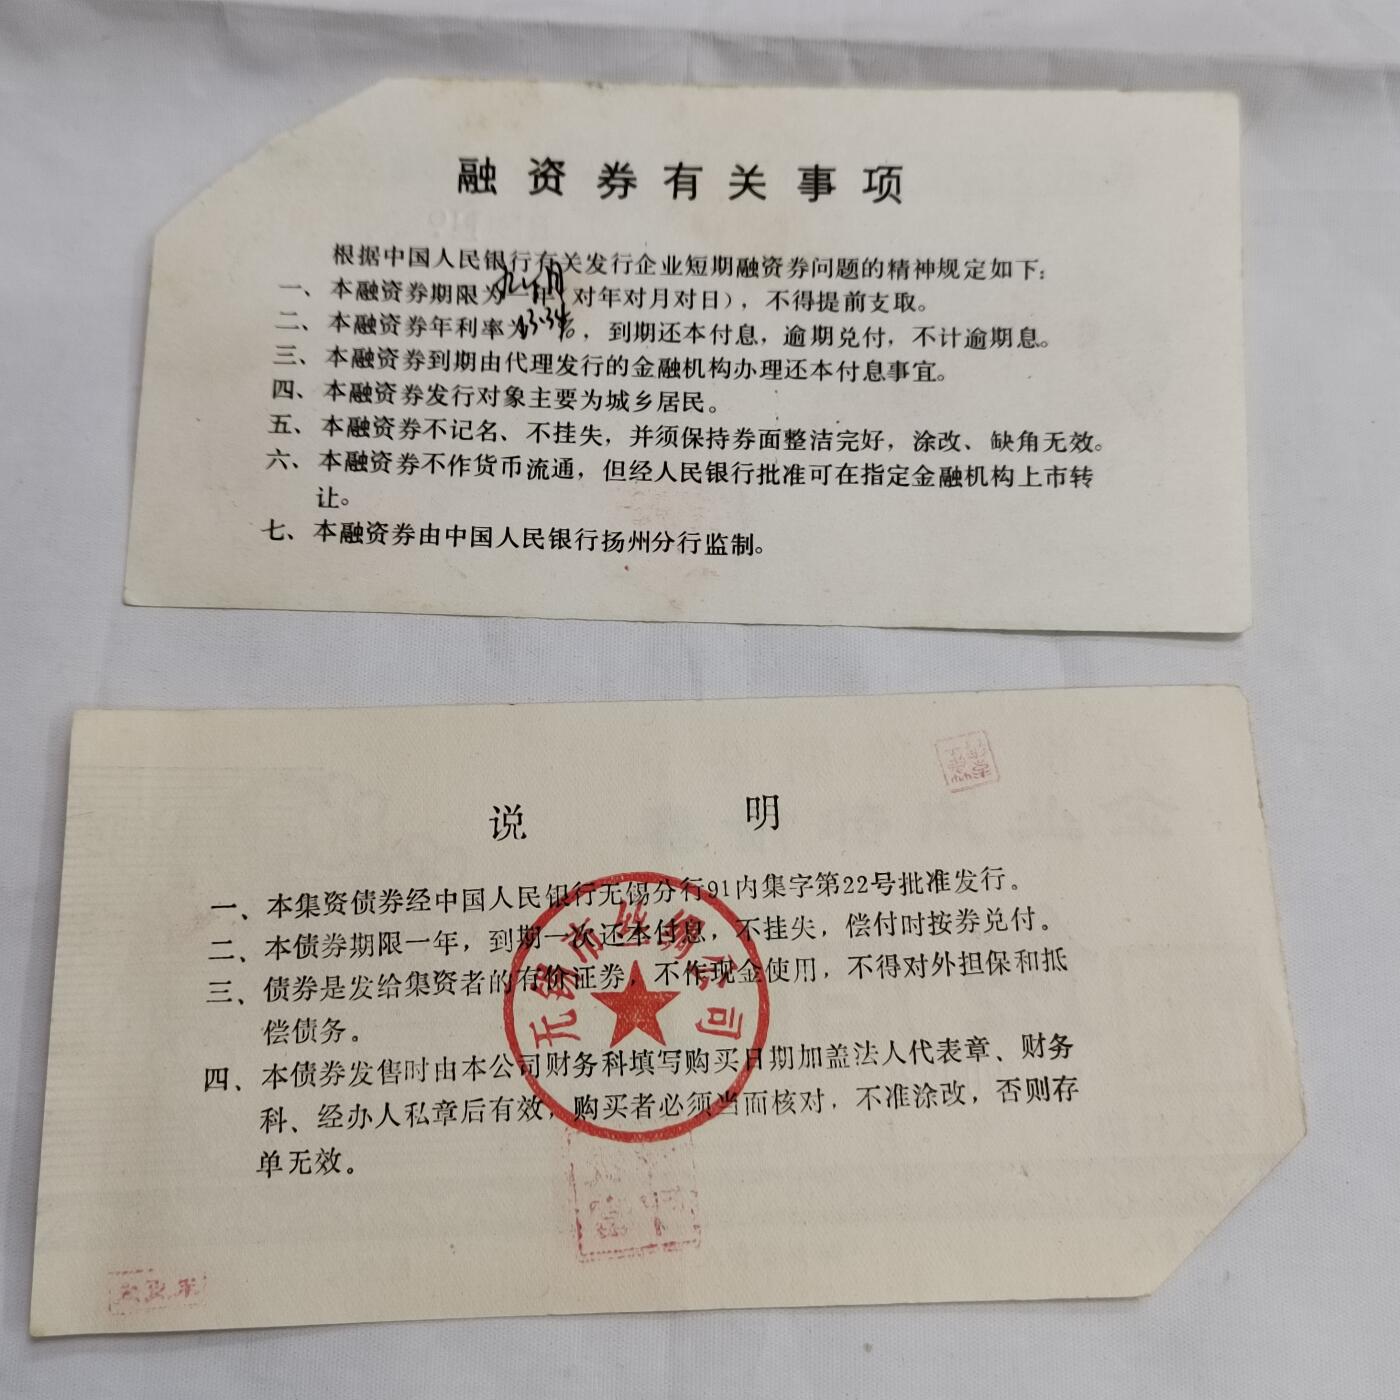 融资券有关事项
根据中国人民银行有关发行企业短期融资券问题的精神规定如下:
一、本融资券期限为一年(对年对月对日),不得提前支取。
九个月
二、本融资券年利率为13.34%,到期还本付息,逾期兑付,不计逾期息。
三、本融资券到期由代理发行的金融机构办理还本付息事宜。
四、本融资券发行对象主要为城乡居民。
五、本融资券不记名、不挂失,并须保持券面整洁完好,涂改、缺角无效。
六、本融资券不作货币流通,但经人民银行批准可在指定金融机构上市转
让。
七、本融资券由中国人民银行扬州分行监制。
说明
一、本集资债券经中国人民银行无锡分行91内集字第22号批准发行。
二、本债券期限一年,到期一次还本付息,不挂失,偿付时按券兑付。
三、债券是发给集资者的有价证券,不作现金使用,不得对外担保和抵
偿债务。
四、本债券发售时由本公司财务科填写购买日期加盖法人代表章、财务
科、经办人私章后有效,购买者必须当面核对,不准涂改,否则存
单无效。
无锡市丝绸公司